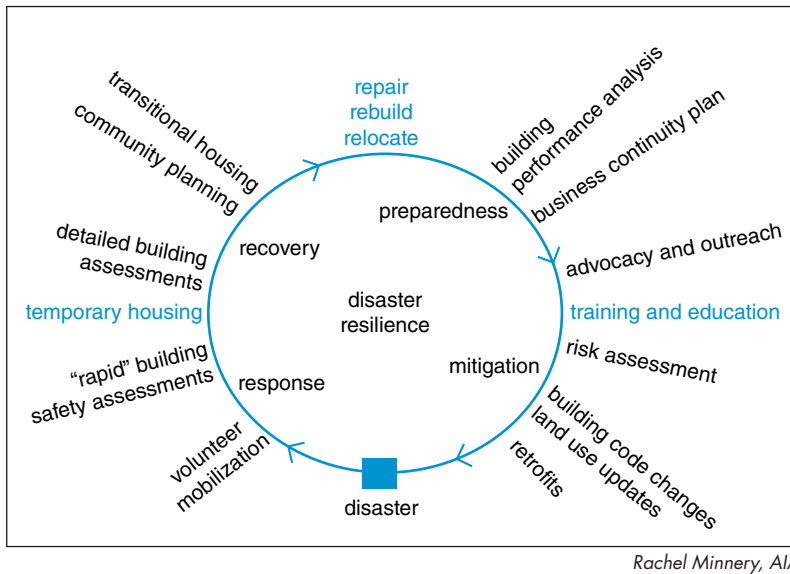 repair
rebuild
relocate
building
performance analysis
business continuity plan
advocacy and outreach
training and education
risk assessment
building code changes
land use updates
retrofits
disaster
volunteer
mobilization
"rapid" building
safety assessments
temporary housing
detailed building
assessments
community planning
transitional housing
preparedness
mitigation
response
recovery
disaster
resilience
Rachel Minnery, AIA